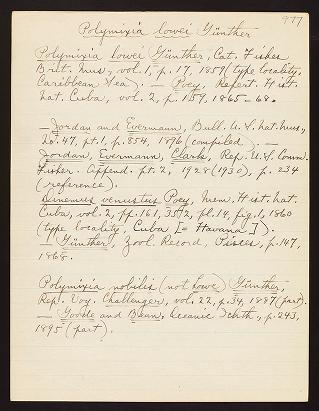 977
Polymixia lowei Günther
Polymixia lowei Günther, Cat. Fishes
Brit. Mus., vol. 1, p. 17, 1859 (type locality,
Caribbean Sea). — Poey, Repert. Hist.
Nat. Cuba, vol. 2, p. 159, 1865-68.
— Jordan and Evermann, Bull. U.S. Nat. Mus.,
No. 47, pt. 1, p. 854, 1896 (compiled). —
Jordan, Evermann, Clark, Rep. U.S. Comm.
Fisher. Append. pt. 2, 1928 (1930), p. 234
(reference).
Dinemus venustus Poey, Mem. Hist. Nat.
Cuba, vol. 2, pp. 161, 352, pl. 14, fig. 1, 1860
(type locality, Cuba [= Havana]).
— Günther, Zool. Record, Pisces, p. 147,
1868.
Polymixia nobilis (not Lowe) Günther,
Rep. Voy. Challenger, vol. 22, p. 34, 1887 (part).
— Goode and Bean, Oceanic Ichth., p. 243,
1895 (part).